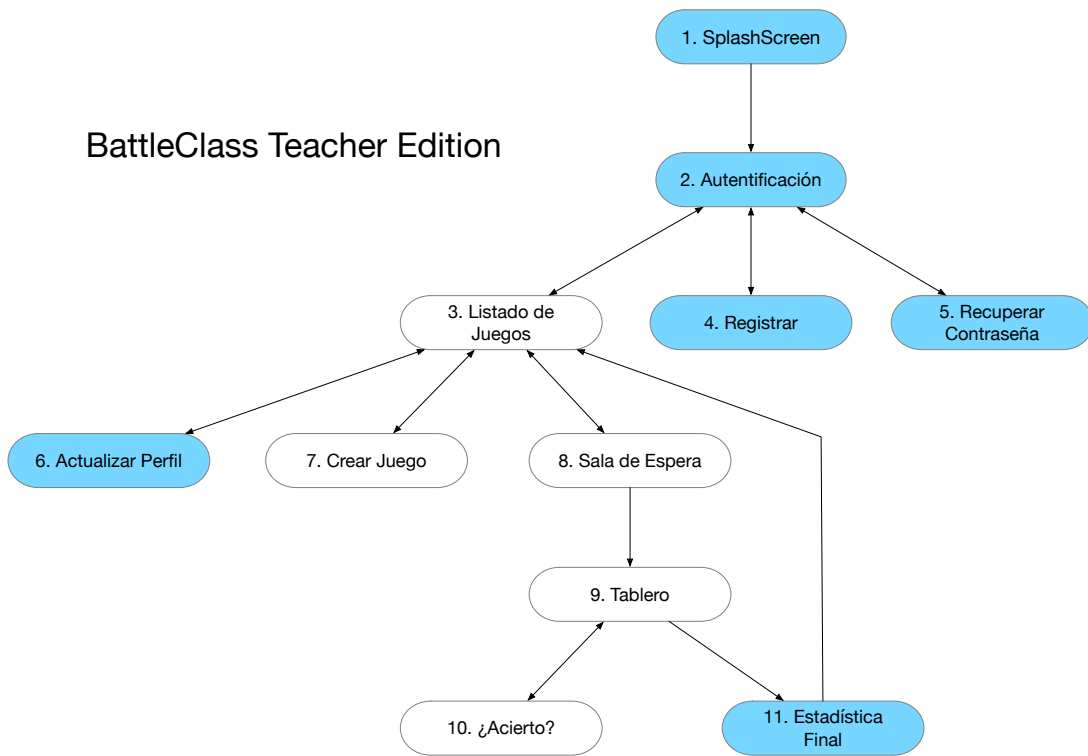 1. SplashScreen
BattleClass Teacher Edition
2. Autentificación
3. Listado de
Juegos
4. Registrar
5. Recuperar
Contraseña
6. Actualizar Perfil
7. Crear Juego
8. Sala de Espera
9. Tablero
10. ¿Acierto?
11. Estadística
Final